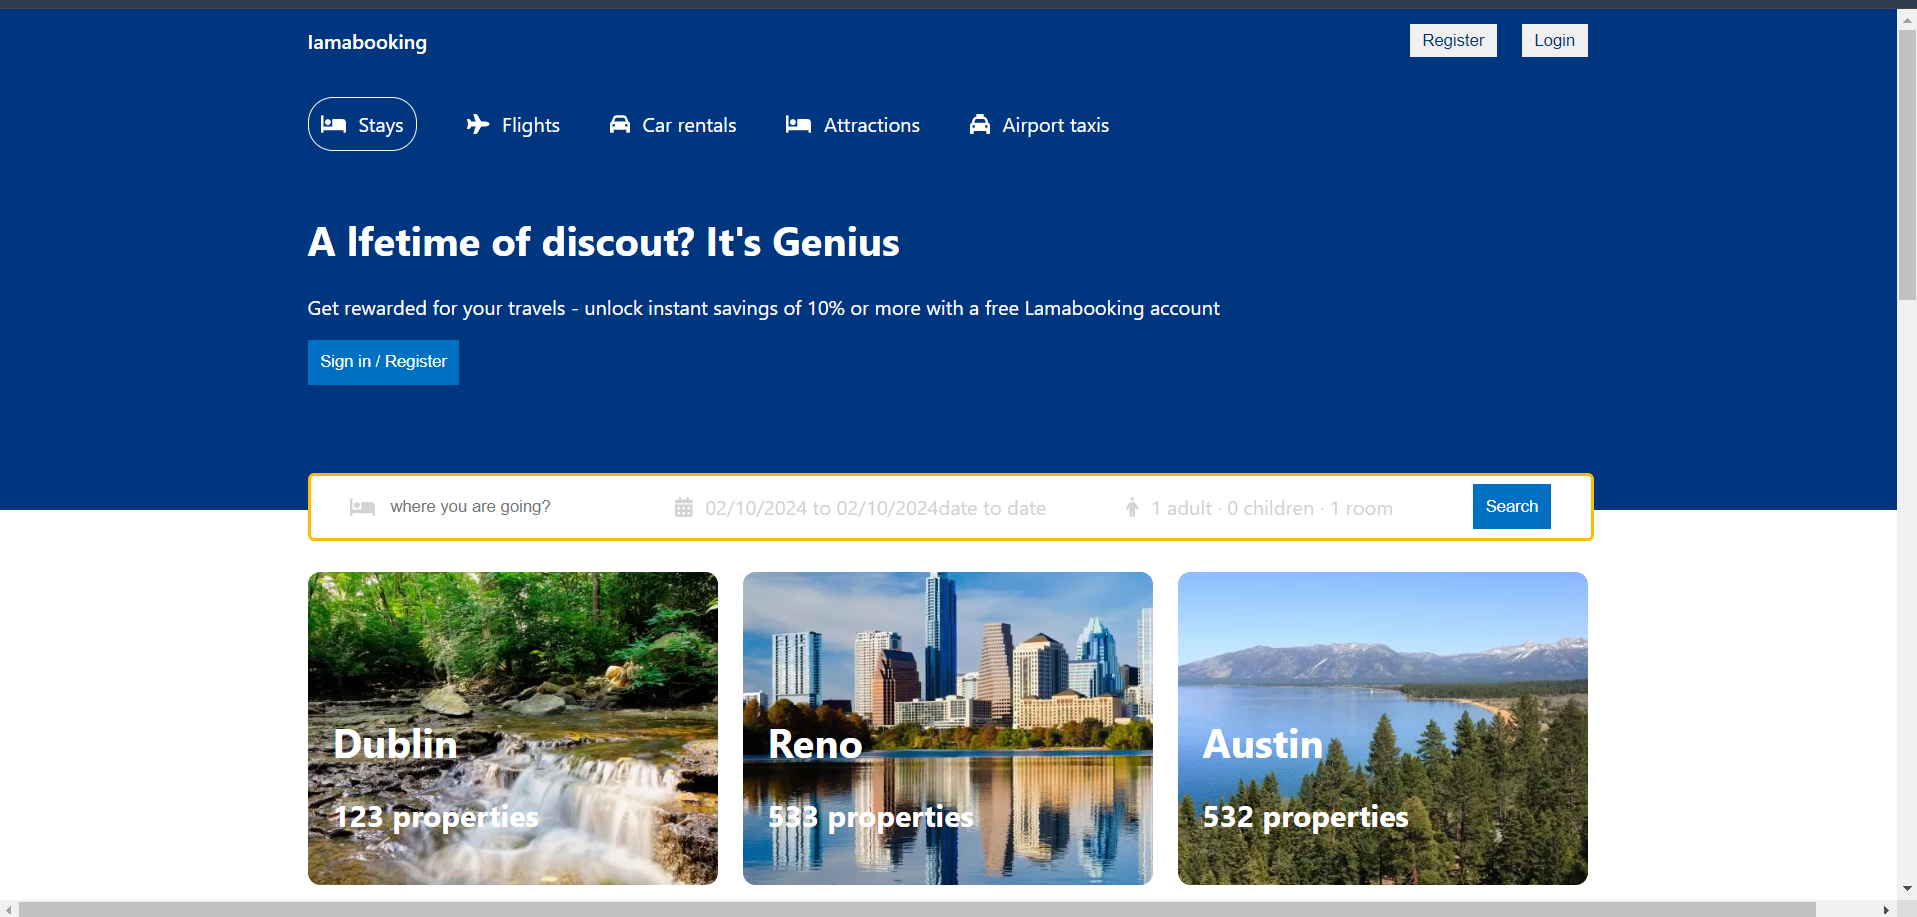 lamabooking
Register
Login
Stays
Flights
Car rentals
Attractions
Airport taxis
A lfetime of discout? It's Genius
Get rewarded for your travels - unlock instant savings of 10% or more with a free Lamabooking account
Sign in / Register
where you are going?
02/10/2024 to 02/10/2024date to date
1 adult · 0 children · 1 room
Search
Dublin
123 properties
Reno
533 properties
Austin
532 properties